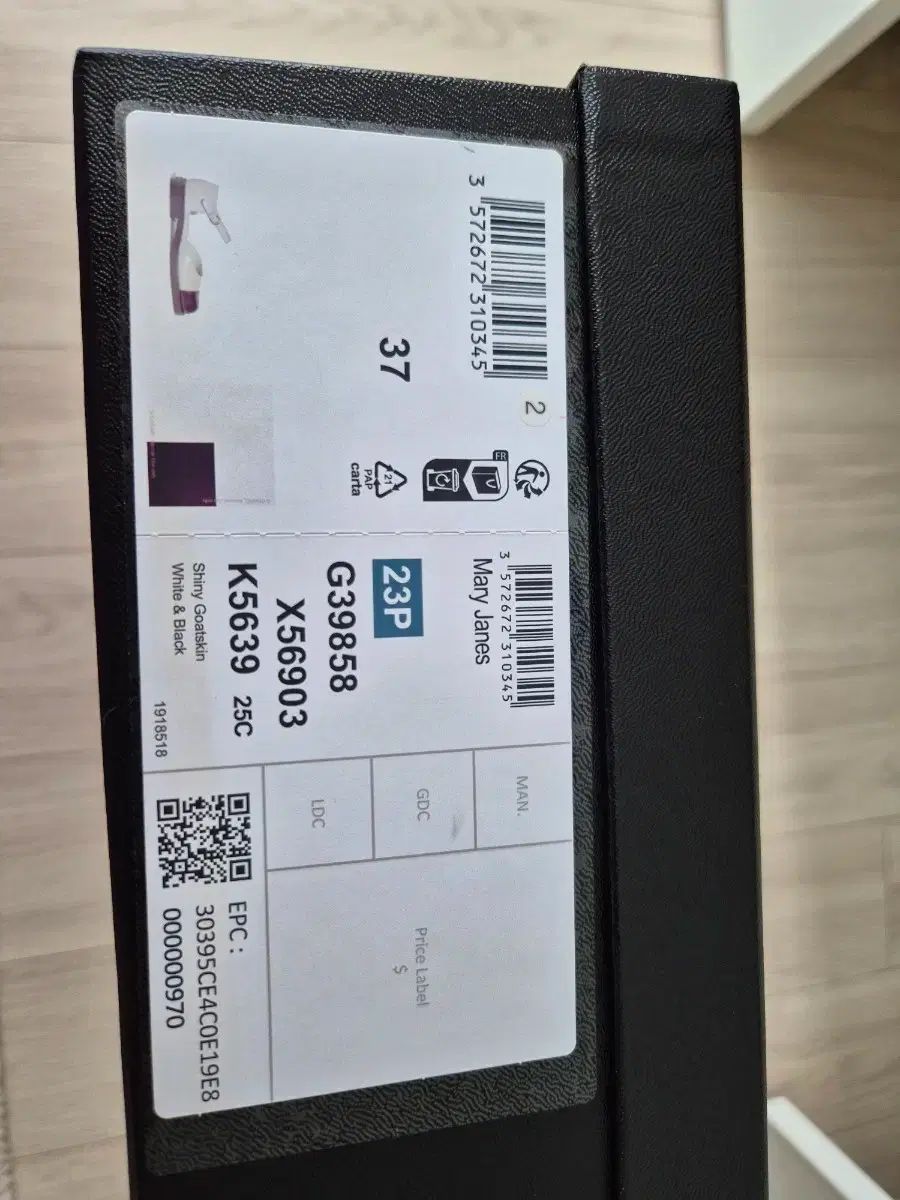 3 572672 310345
2
37
FR
21
PAP
carta
3 572672 310345
Mary Janes
23P
G39858
X56903
K5639 25C
Shiny Goatskin
White & Black
1918518
MAN.
GDC
LDC
Price Label
$
EPC :
30395CE4C0E19E8
000000970